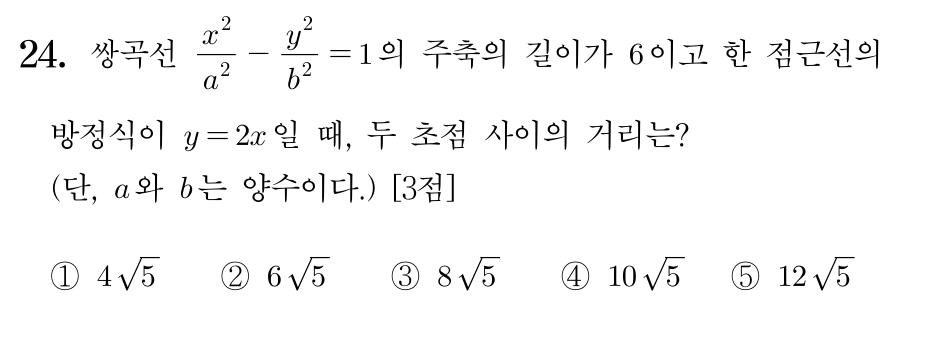 24. 쌍곡선 x²/a² − y²/b² = 1의 주축의 길이가 6이고 한 점근선의
방정식이 y = 2x일 때, 두 초점 사이의 거리는?
(단, a와 b는 양수이다.) [3점]
① 4√5 ② 6√5 ③ 8√5 ④ 10√5 ⑤ 12√5